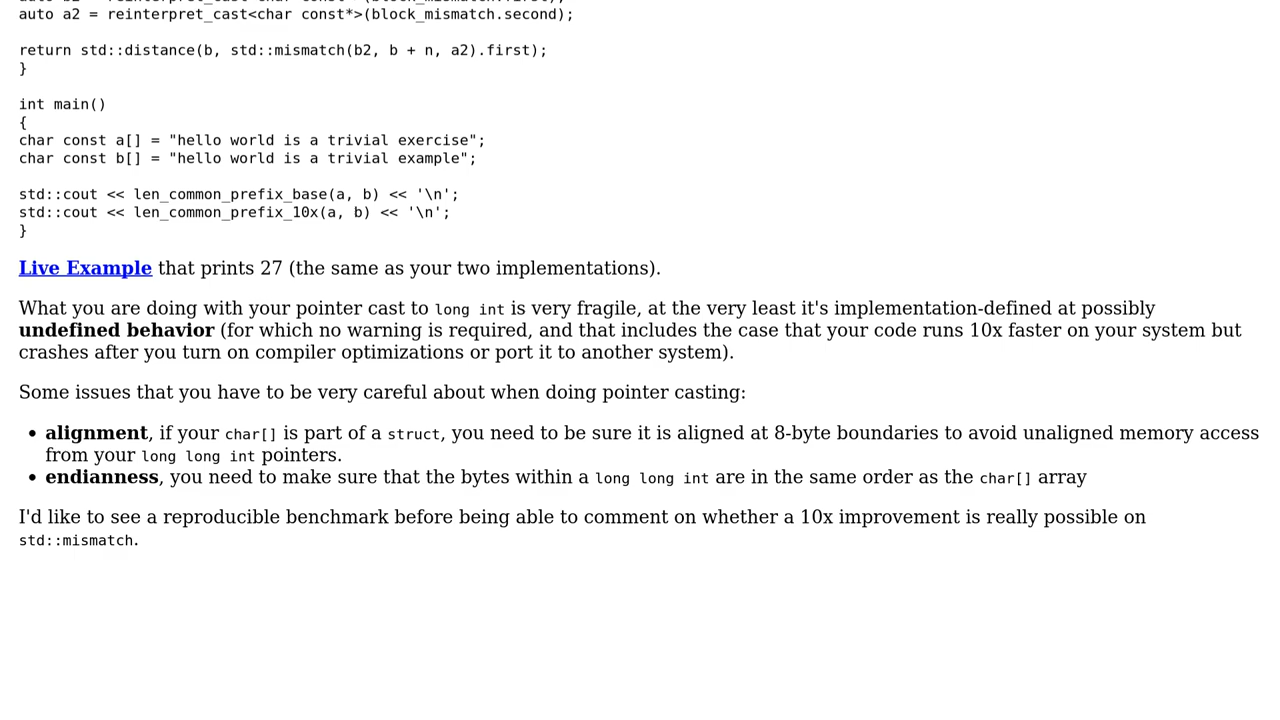 auto a2 = reinterpret_cast<char const*>(block_mismatch.second);
return std::distance(b, std::mismatch(b2, b + n, a2).first);
}
int main()
{
char const a[] = "hello world is a trivial exercise";
char const b[] = "hello world is a trivial example";
std::cout << len_common_prefix_base(a, b) << '\n';
std::cout << len_common_prefix_10x(a, b) << '\n';
}
Live Example that prints 27 (the same as your two implementations).
What you are doing with your pointer cast to long int is very fragile, at the very least it's implementation-defined at possibly
undefined behavior (for which no warning is required, and that includes the case that your code runs 10x faster on your system but
crashes after you turn on compiler optimizations or port it to another system).
Some issues that you have to be very careful about when doing pointer casting:
• alignment, if your char[] is part of a struct, you need to be sure it is aligned at 8-byte boundaries to avoid unaligned memory access
from your long long int pointers.
• endianness, you need to make sure that the bytes within a long long int are in the same order as the char[] array
I'd like to see a reproducible benchmark before being able to comment on whether a 10x improvement is really possible on
std::mismatch.